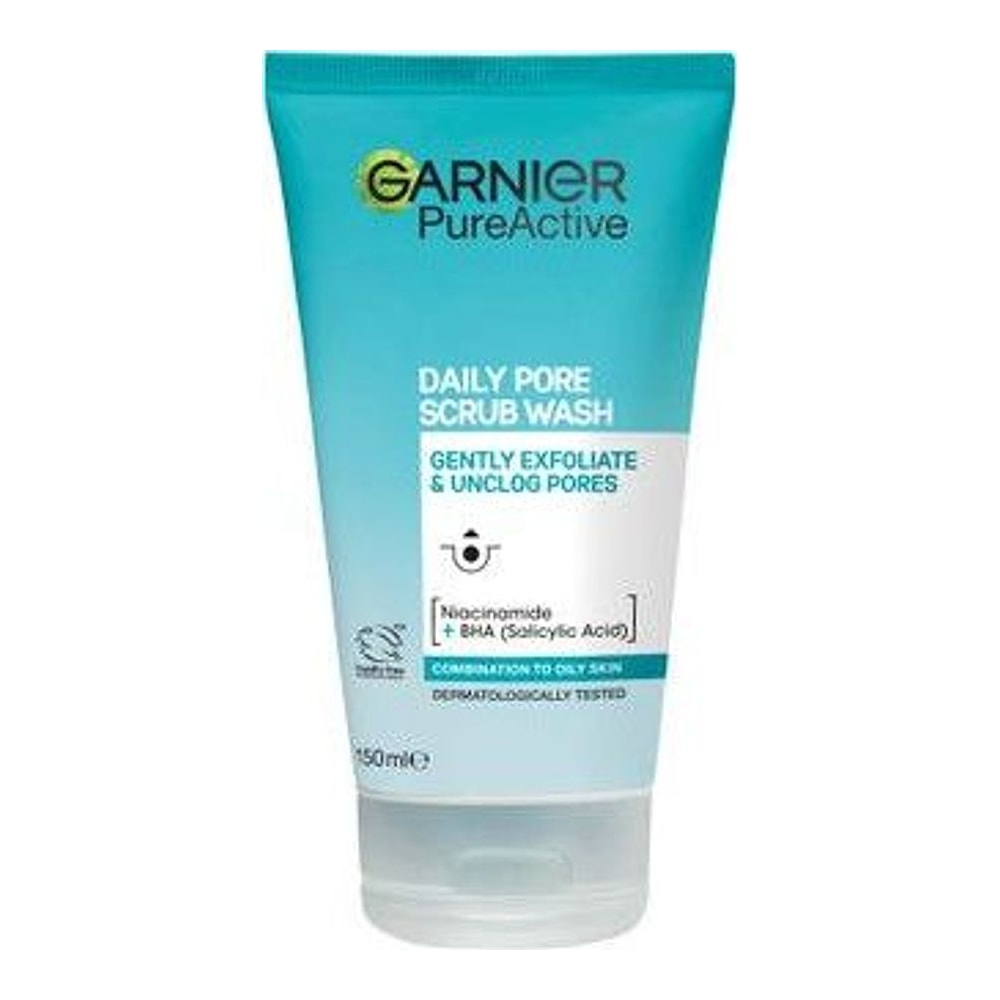 GARNIER
PureActive
DAILY PORE
SCRUB WASH
GENTLY EXFOLIATE
& UNCLOG PORES
Niacinamide
+ BHA (Salicylic Acid)
COMBINATION TO OILY SKIN
DERMATOLOGICALLY TESTED
150ml℮